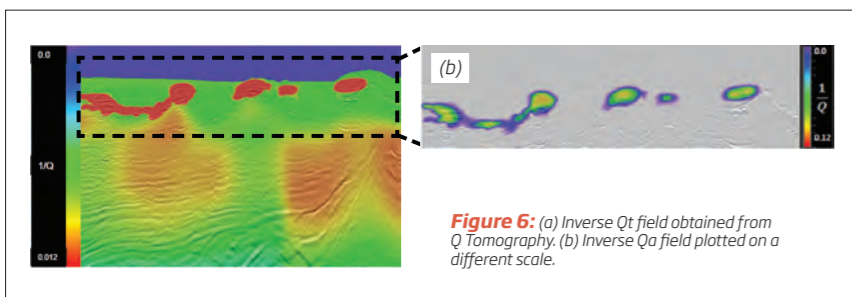 0.0
1/Q
0.012
(b)
0.0
1
Q
0.12
Figure 6: (a) Inverse Qt field obtained from
Q Tomography. (b) Inverse Qa field plotted on a
different scale.